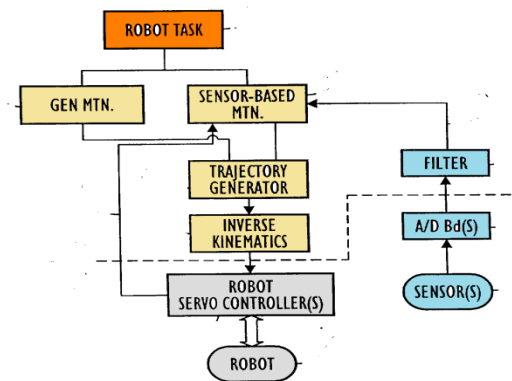 ROBOT TASK
GEN MTN.
SENSOR-BASED
MTN.
TRAJECTORY
GENERATOR
FILTER
INVERSE
KINEMATICS
A/D Bd(S)
ROBOT
SERVO CONTROLLER(S)
SENSOR(S)
ROBOT